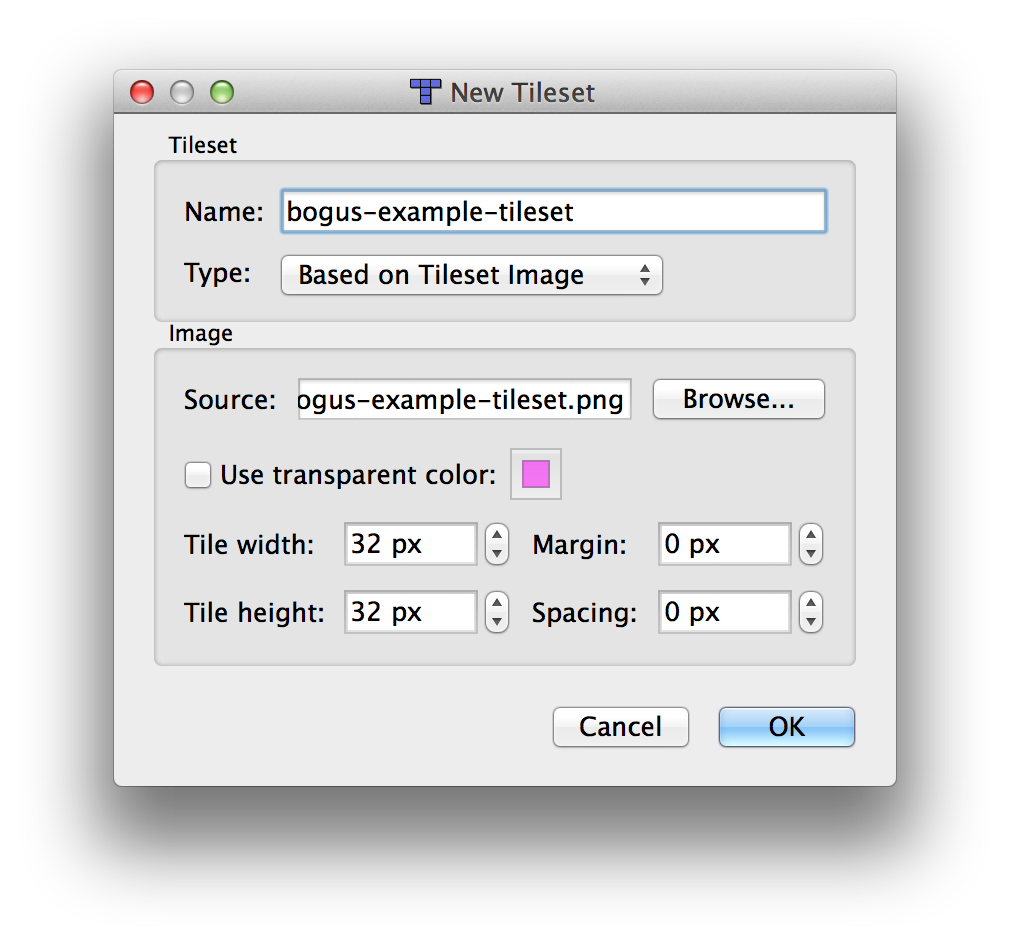 New Tileset
Tileset
Name: bogus-example-tileset
Type: Based on Tileset Image
Image
Source: ogus-example-tileset.png Browse...
Use transparent color:
Tile width: 32 px Margin: 0 px
Tile height: 32 px Spacing: 0 px
Cancel OK